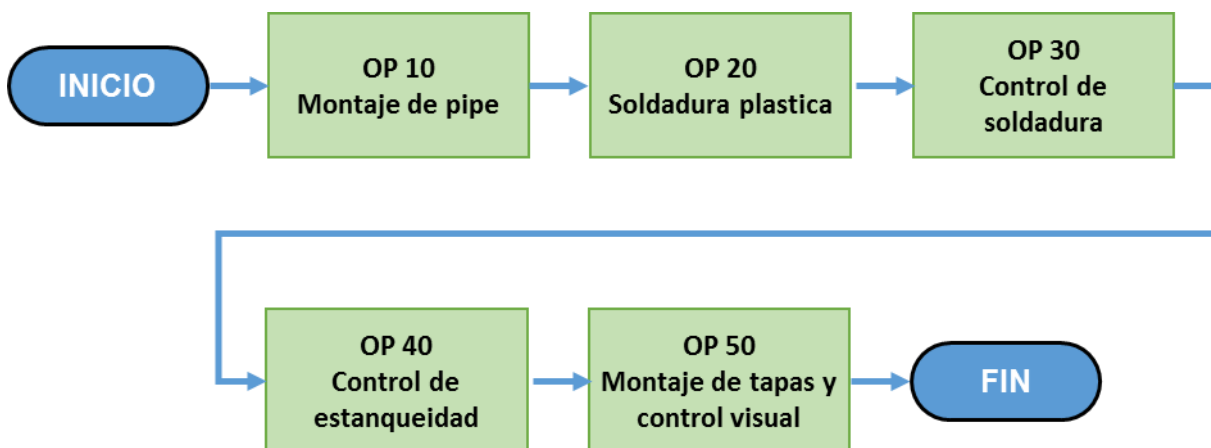 INICIO
OP 10
Montaje de pipe
OP 20
Soldadura plastica
OP 30
Control de
soldadura
OP 40
Control de
estanqueidad
OP 50
Montaje de tapas y
control visual
FIN